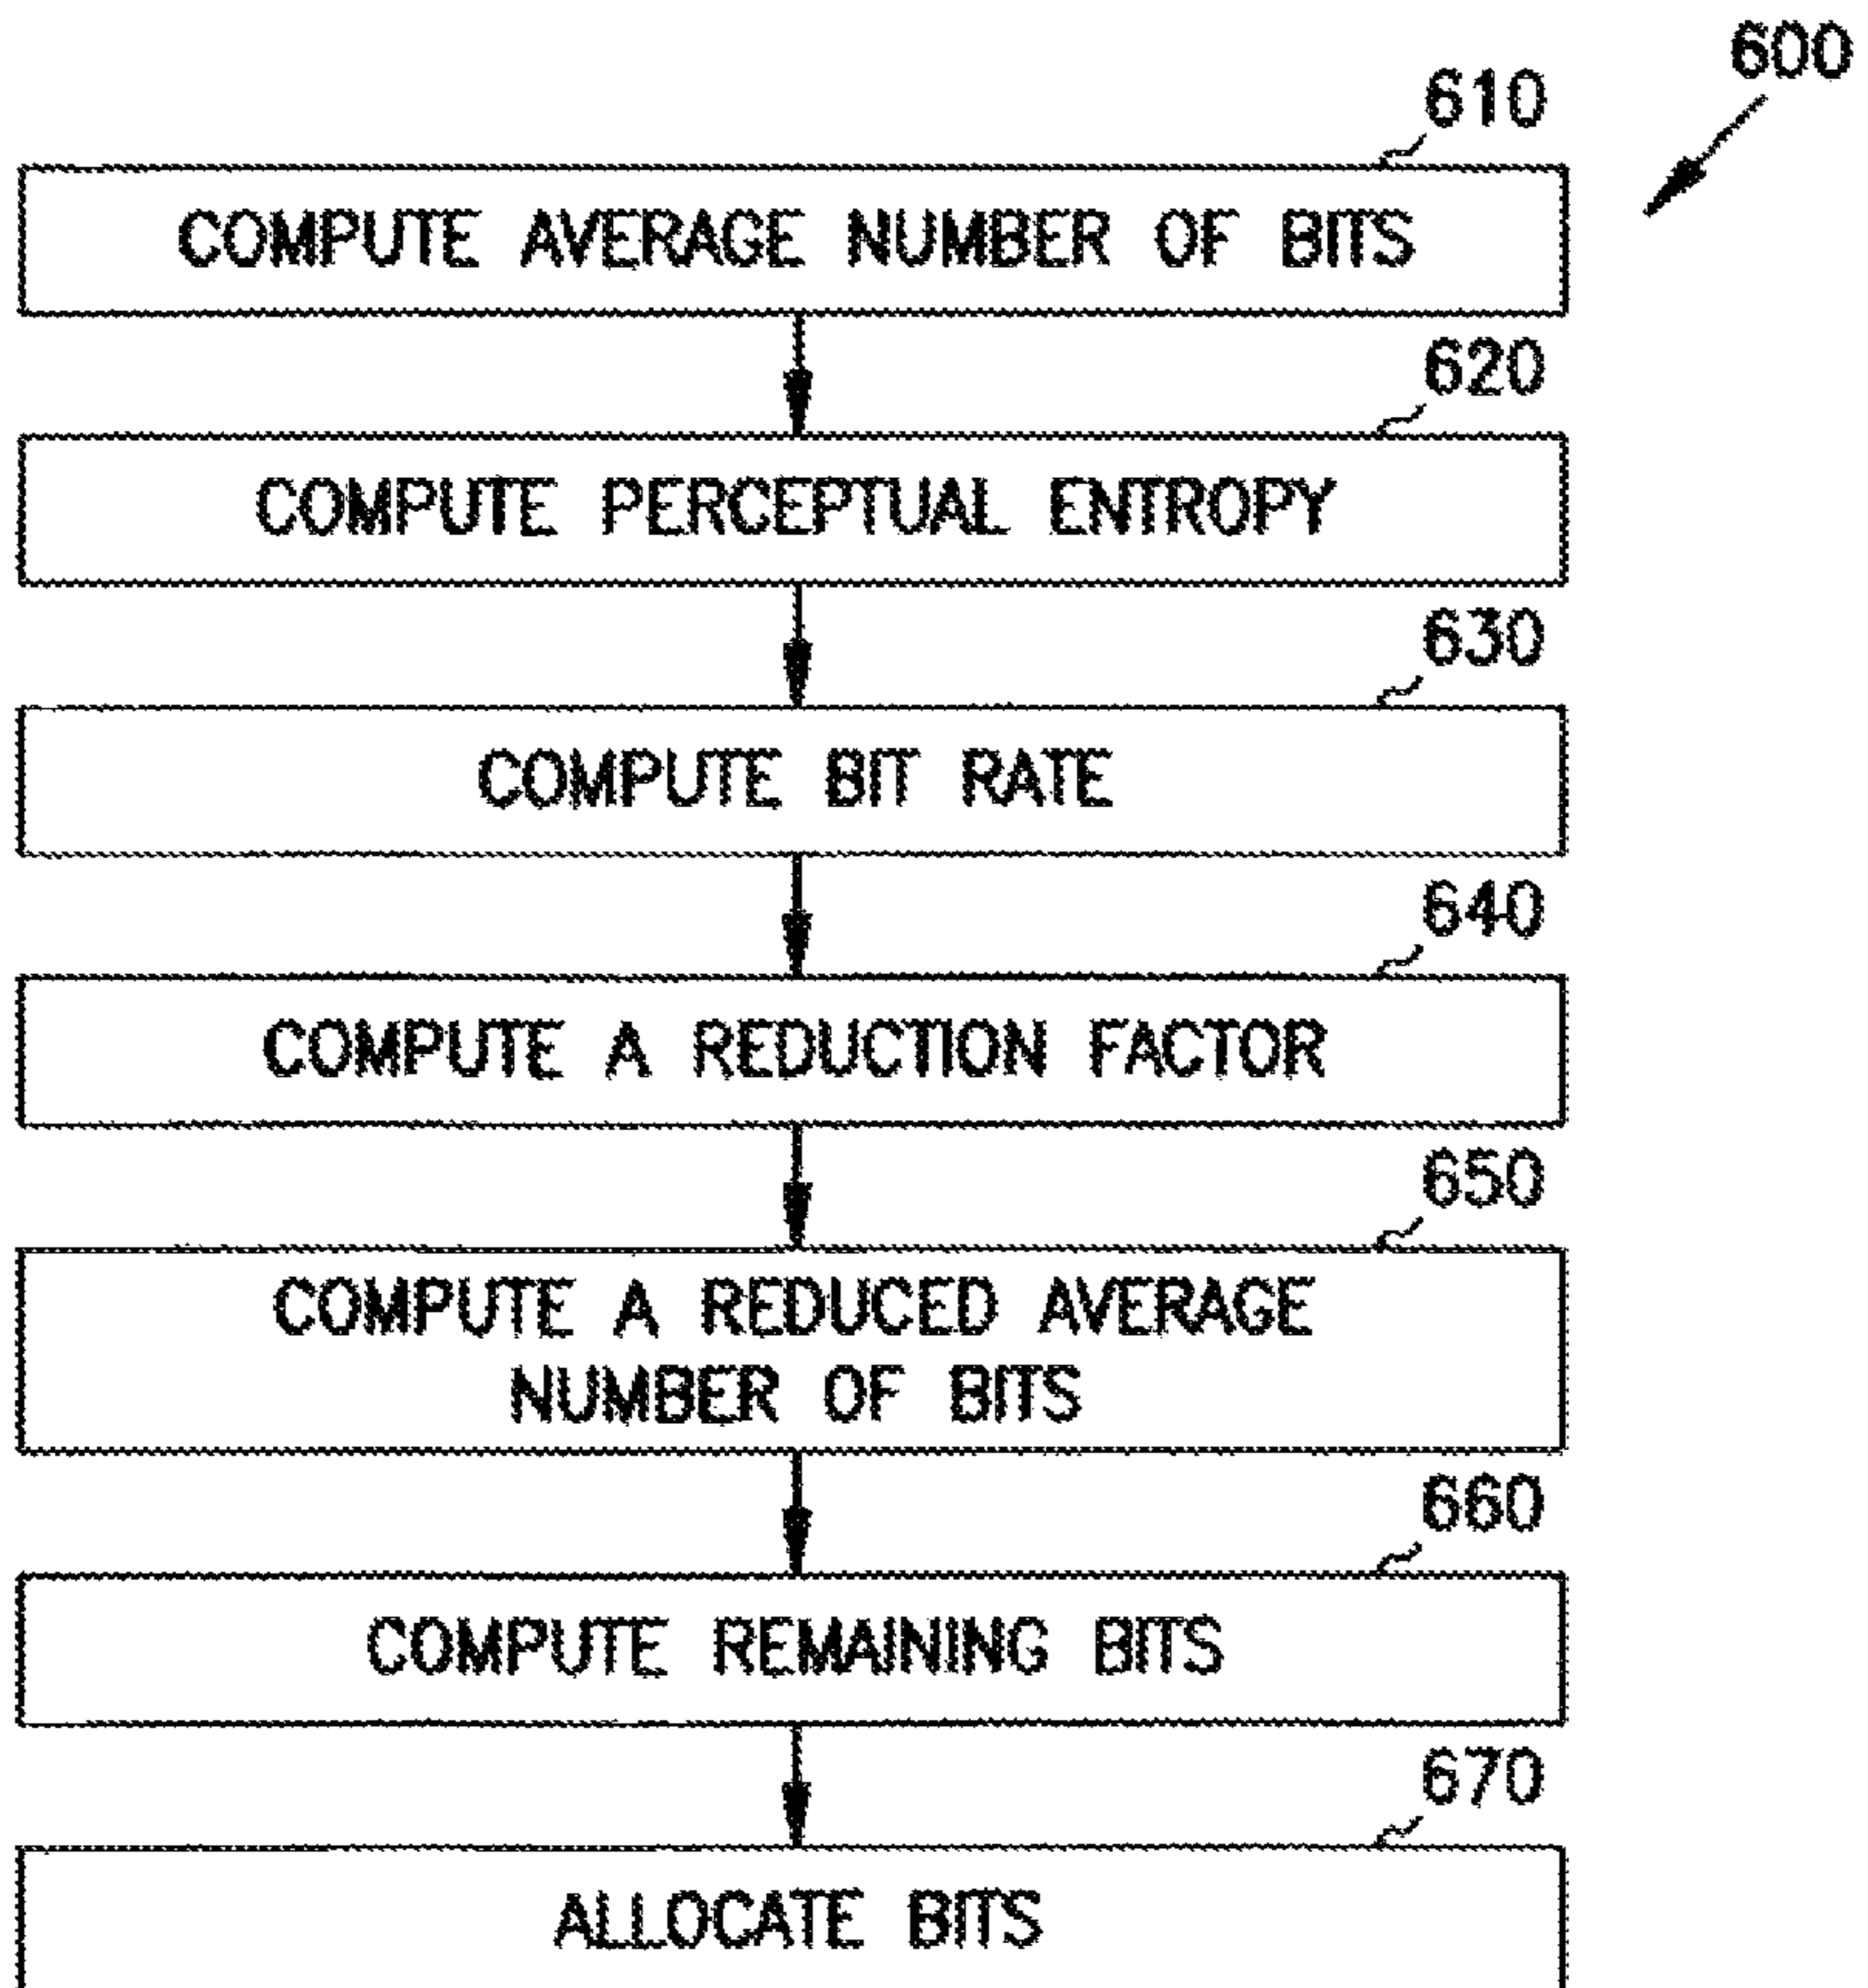 600
610
COMPUTE AVERAGE NUMBER OF BITS
620
COMPUTE PERCEPTUAL ENTROPY
630
COMPUTE BIT RATE
640
COMPUTE A REDUCTION FACTOR
650
COMPUTE A REDUCED AVERAGE
NUMBER OF BITS
660
COMPUTE REMAINING BITS
670
ALLOCATE BITS